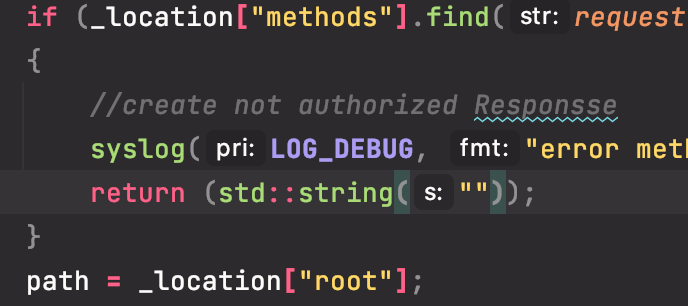 if (_location["methods"].find( str: request
{
//create not authorized Responsse
syslog( pri: LOG_DEBUG, fmt: "error met
return (std::string( s: ""));
}
path = _location["root"];